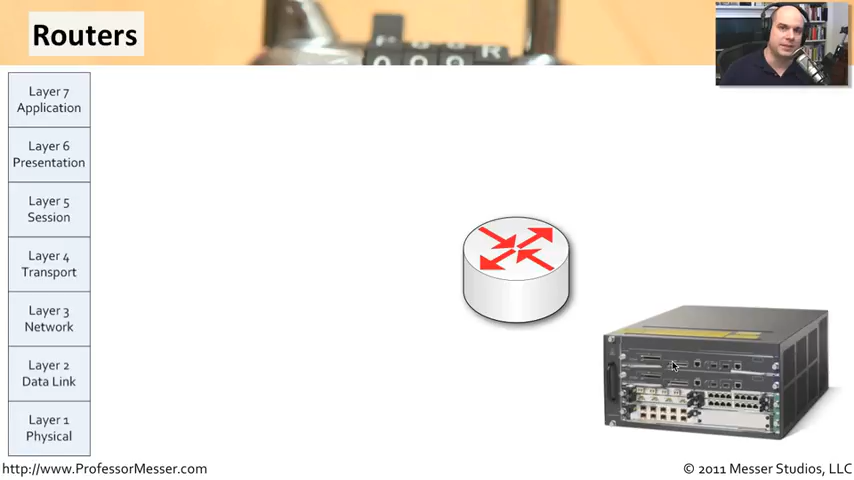 Routers
Layer 7
Application
Layer 6
Presentation
Layer 5
Session
Layer 4
Transport
Layer 3
Network
Layer 2
Data Link
Layer 1
Physical
http://www.ProfessorMesser.com
© 2011 Messer Studios, LLC